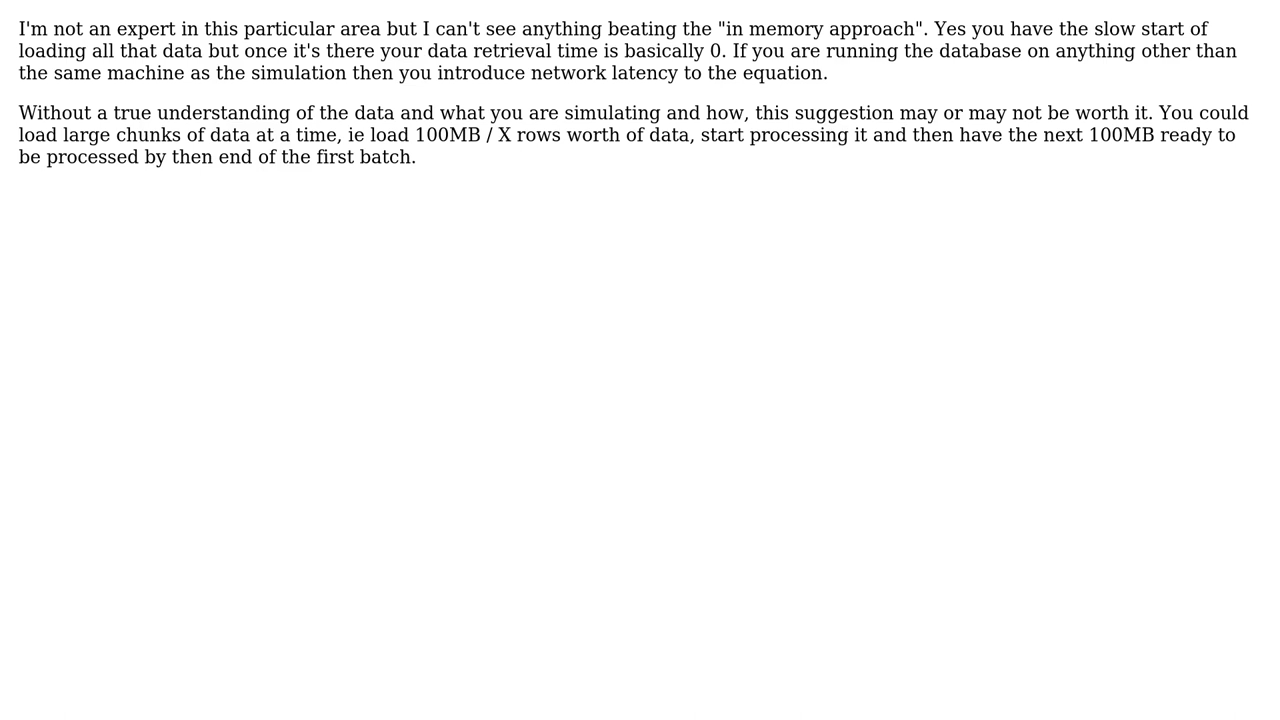 I'm not an expert in this particular area but I can't see anything beating the "in memory approach". Yes you have the slow start of
loading all that data but once it's there your data retrieval time is basically 0. If you are running the database on anything other than
the same machine as the simulation then you introduce network latency to the equation.
Without a true understanding of the data and what you are simulating and how, this suggestion may or may not be worth it. You could
load large chunks of data at a time, ie load 100MB / X rows worth of data, start processing it and then have the next 100MB ready to
be processed by then end of the first batch.